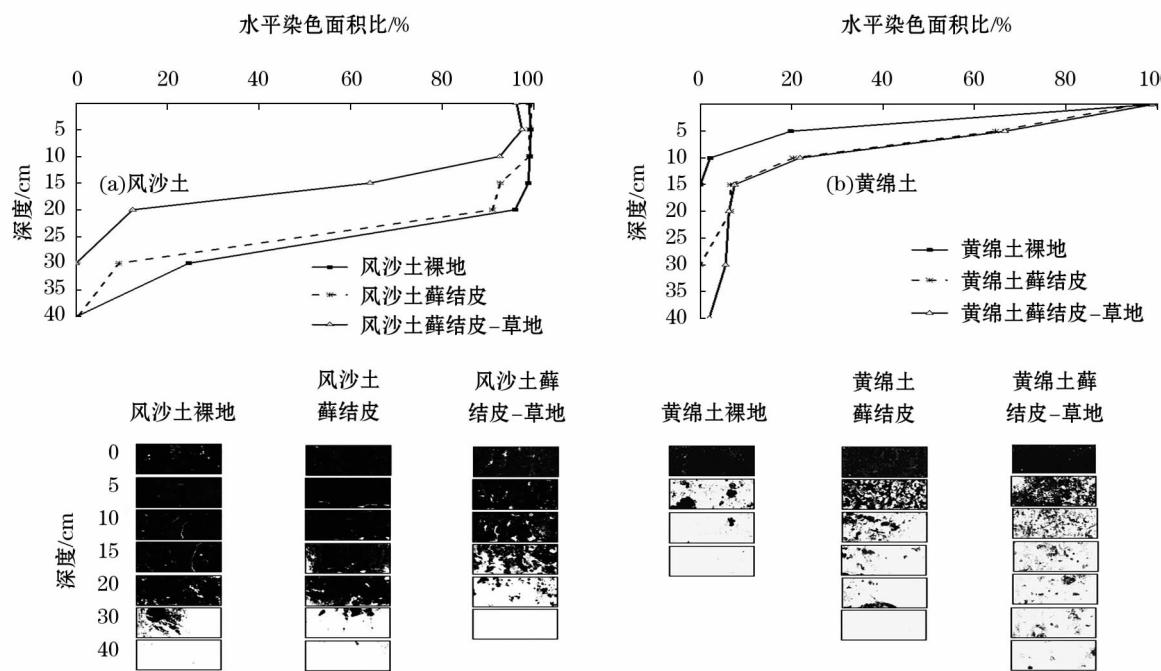 水平染色面积比/%
0 20 40 60 80 100
5
10
15
20
25
30
35
40
深度/cm
(a)风沙土
风沙土裸地
风沙土藓结皮
风沙土藓结皮-草地
水平染色面积比/%
0 20 40 60 80 100
5
10
15
20
25
30
35
40
深度/cm
(b)黄绵土
黄绵土裸地
黄绵土藓结皮
黄绵土藓结皮-草地
风沙土裸地
风沙土
藓结皮
风沙土藓
结皮-草地
黄绵土裸地
黄绵土
藓结皮
黄绵土藓
结皮-草地
深度/cm
0
5
10
15
20
30
40